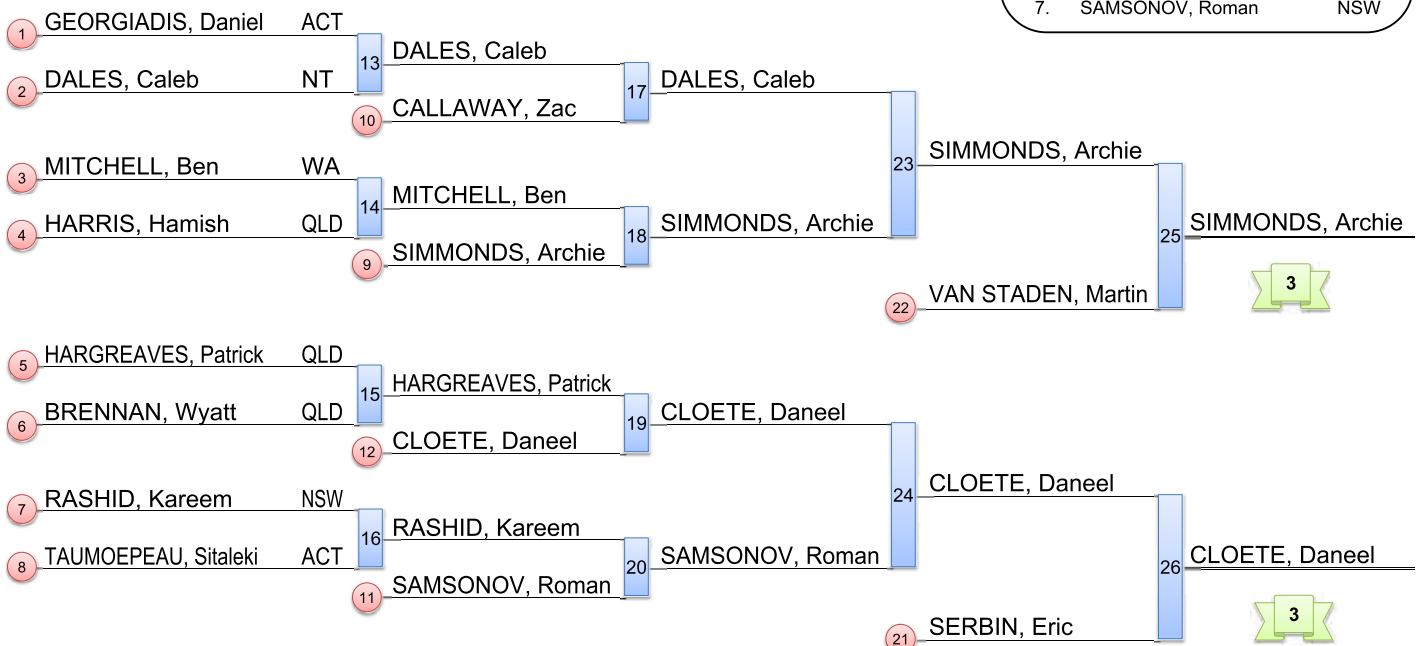 7. SAMSONOV, Roman NSW
1 GEORGIADIS, Daniel ACT
13 DALES, Caleb
2 DALES, Caleb NT
17 DALES, Caleb
10 CALLAWAY, Zac
23 SIMMONDS, Archie
3 MITCHELL, Ben WA
14 MITCHELL, Ben
4 HARRIS, Hamish QLD
18 SIMMONDS, Archie
25 SIMMONDS, Archie
9 SIMMONDS, Archie
3
22 VAN STADEN, Martin
5 HARGREAVES, Patrick QLD
15 HARGREAVES, Patrick
6 BRENNAN, Wyatt QLD
19 CLOETE, Daneel
12 CLOETE, Daneel
24 CLOETE, Daneel
7 RASHID, Kareem NSW
16 RASHID, Kareem
8 TAUMOEPEAU, Sitaleki ACT
20 SAMSONOV, Roman
26 CLOETE, Daneel
11 SAMSONOV, Roman
3
21 SERBIN, Eric